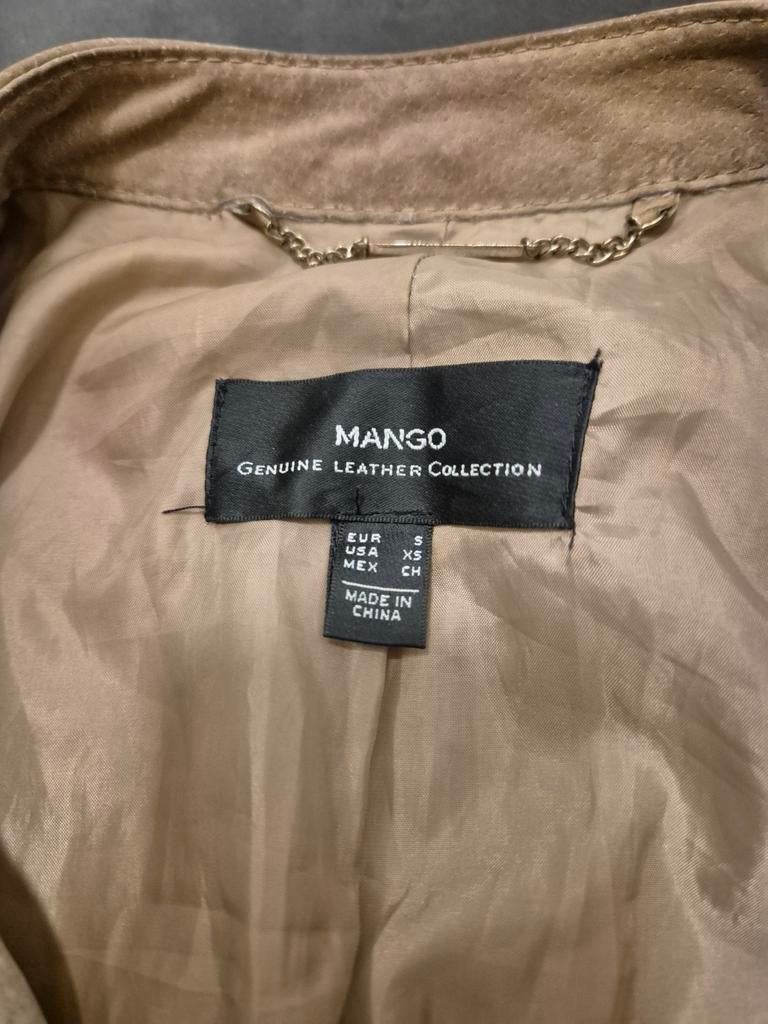 MANGO
GENUINE LEATHER COLLECTION
EUR S
USA XS
MEX CH
MADE IN
CHINA